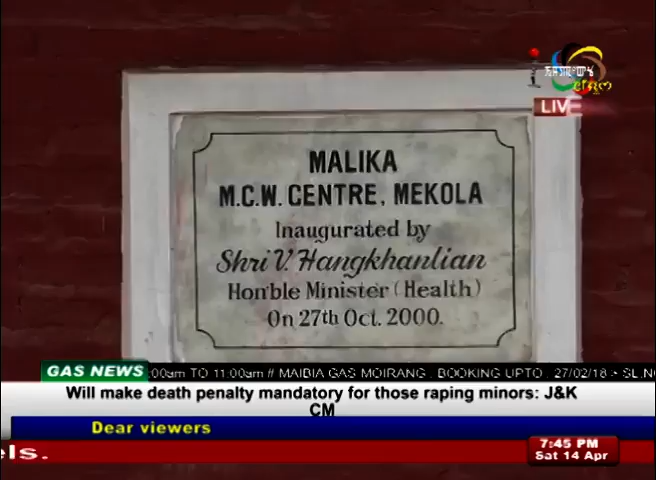 LIVE
MALIKA
M.C.W. CENTRE, MEKOLA
Inaugurated by
Shri V. Hangkhanlian
Hon'ble Minister (Health)
On 27th Oct. 2000.
GAS NEWS :00am TO 11:00am # MAIBIA GAS MOIRANG . BOOKING UPTO . 27/02/18 > SL.N
Will make death penalty mandatory for those raping minors: J&K
CM
Dear viewers
els.
7:45 PM
Sat 14 Apr